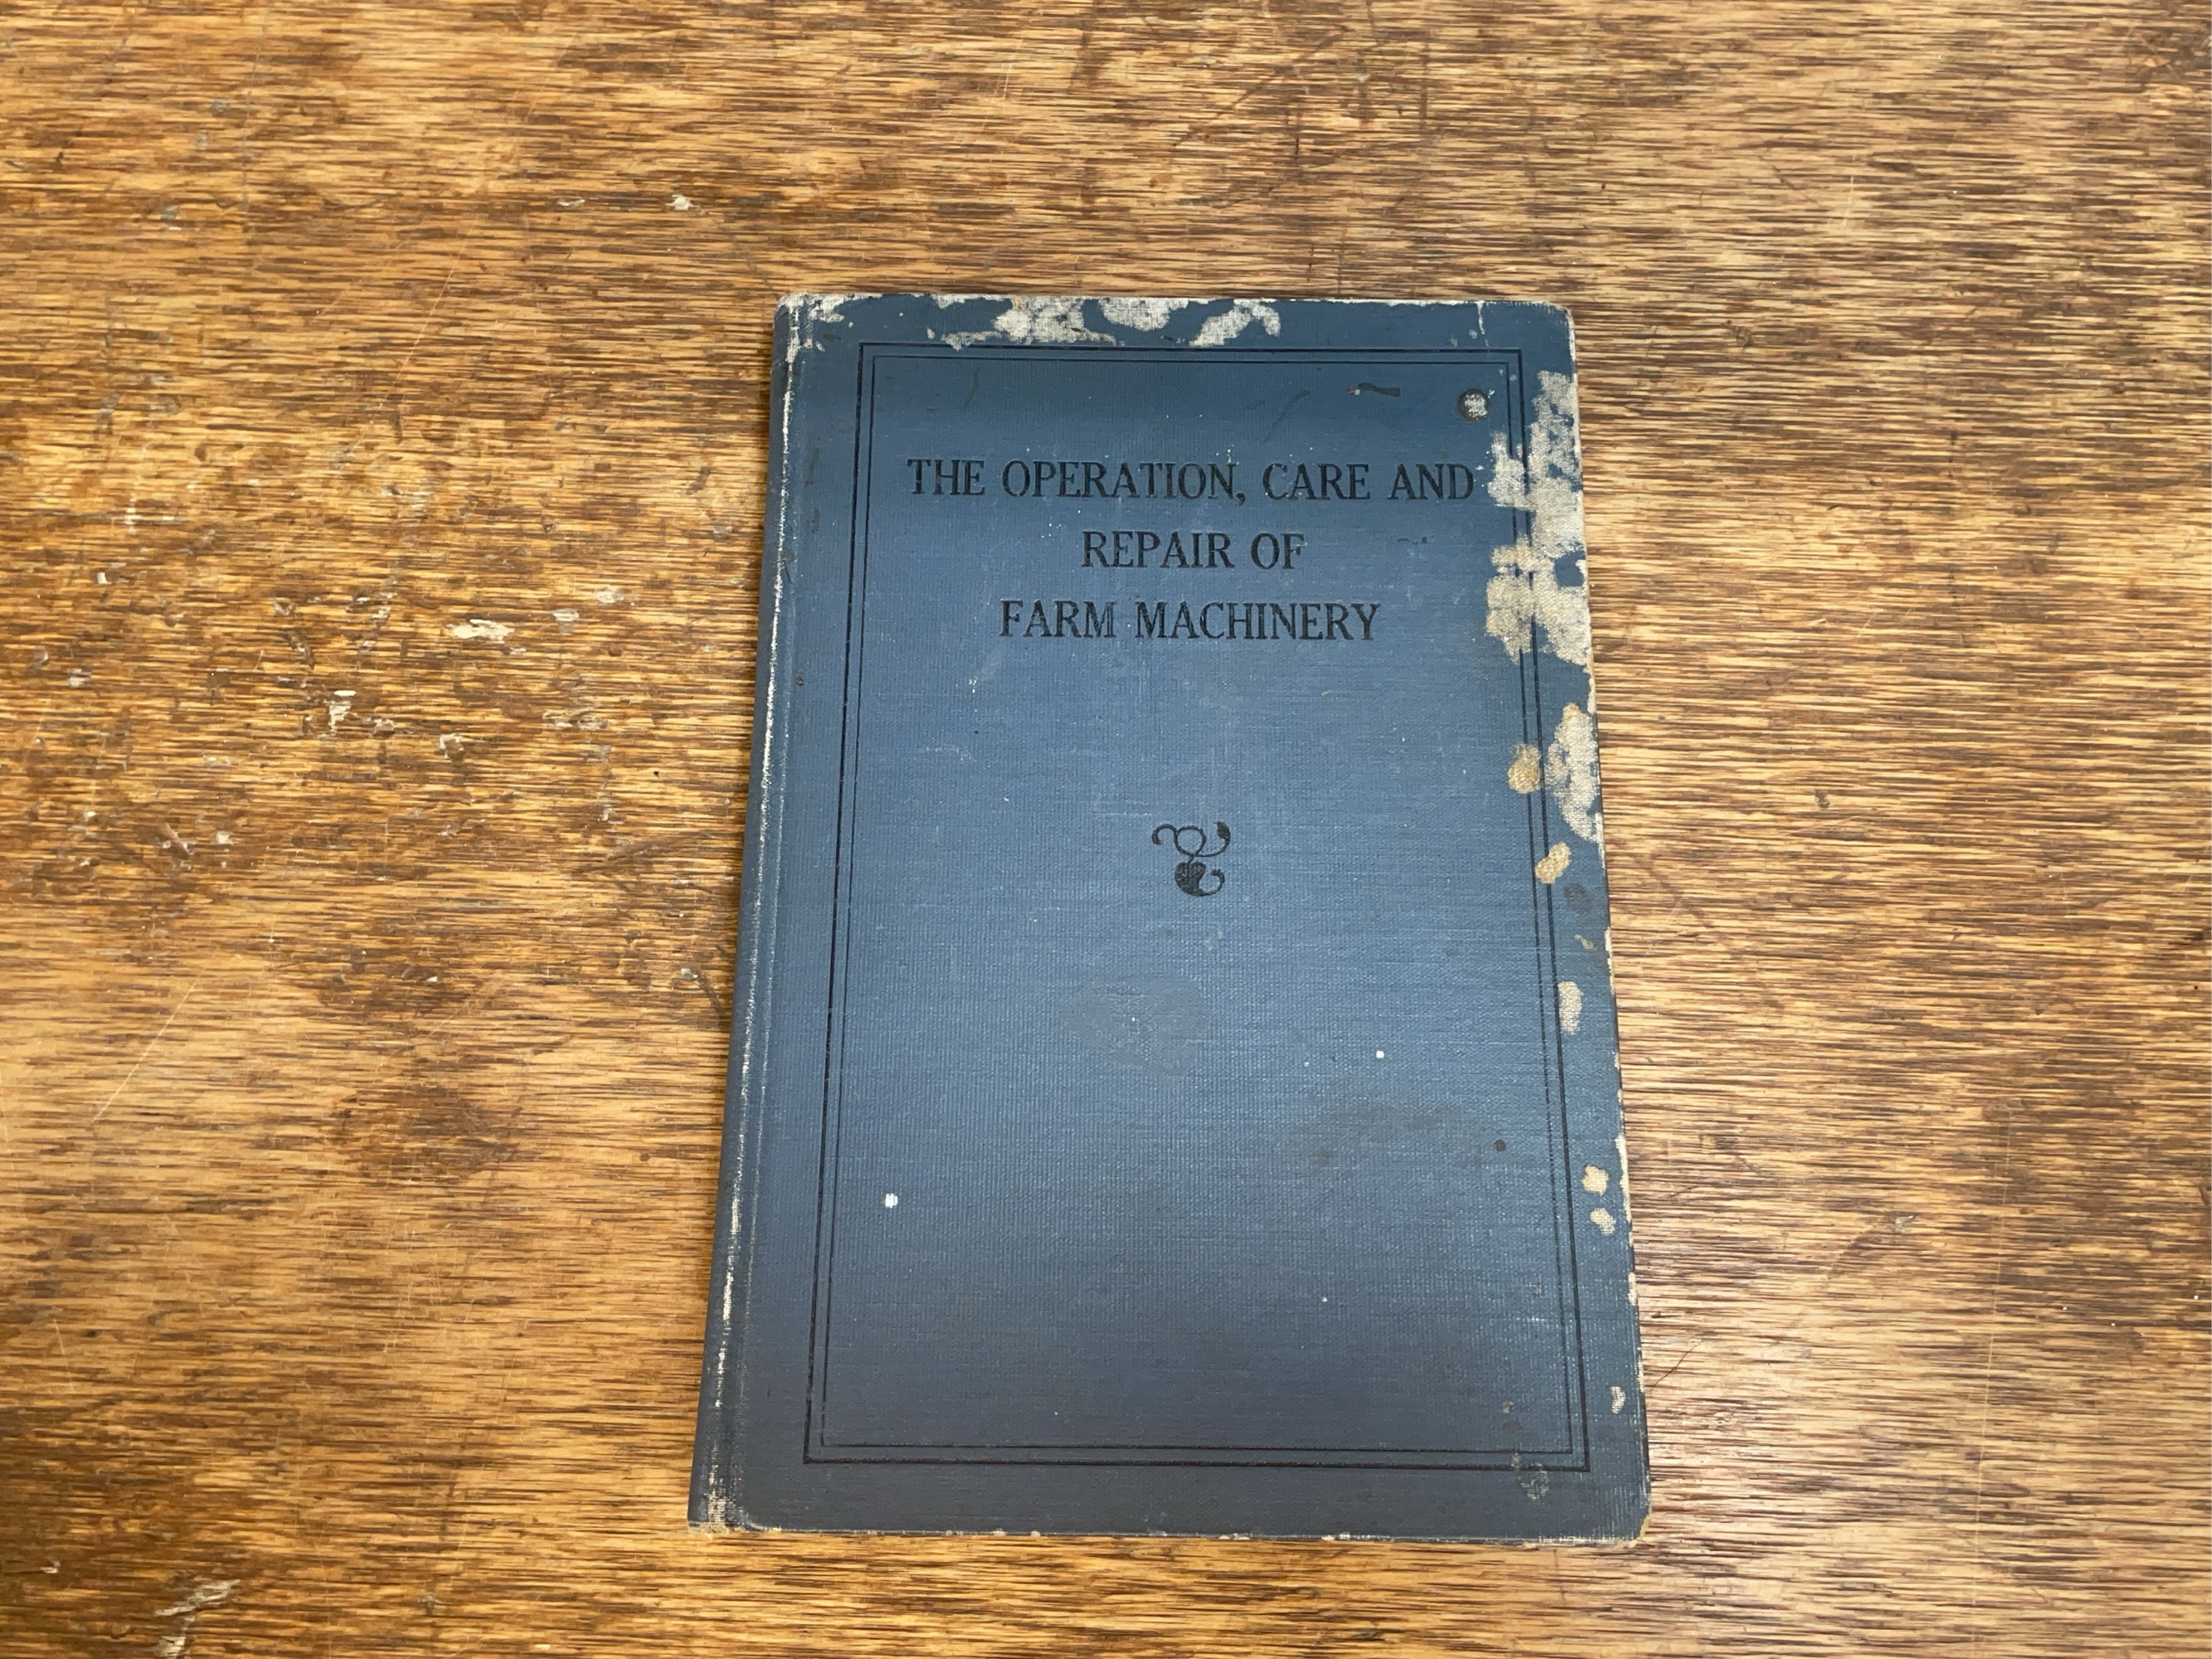 THE OPERATION, CARE AND
REPAIR OF
FARM MACHINERY